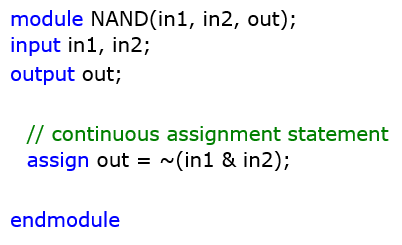 module NAND(in1, in2, out);
input in1, in2;
output out;
// continuous assignment statement
assign out = ~(in1 & in2);
endmodule